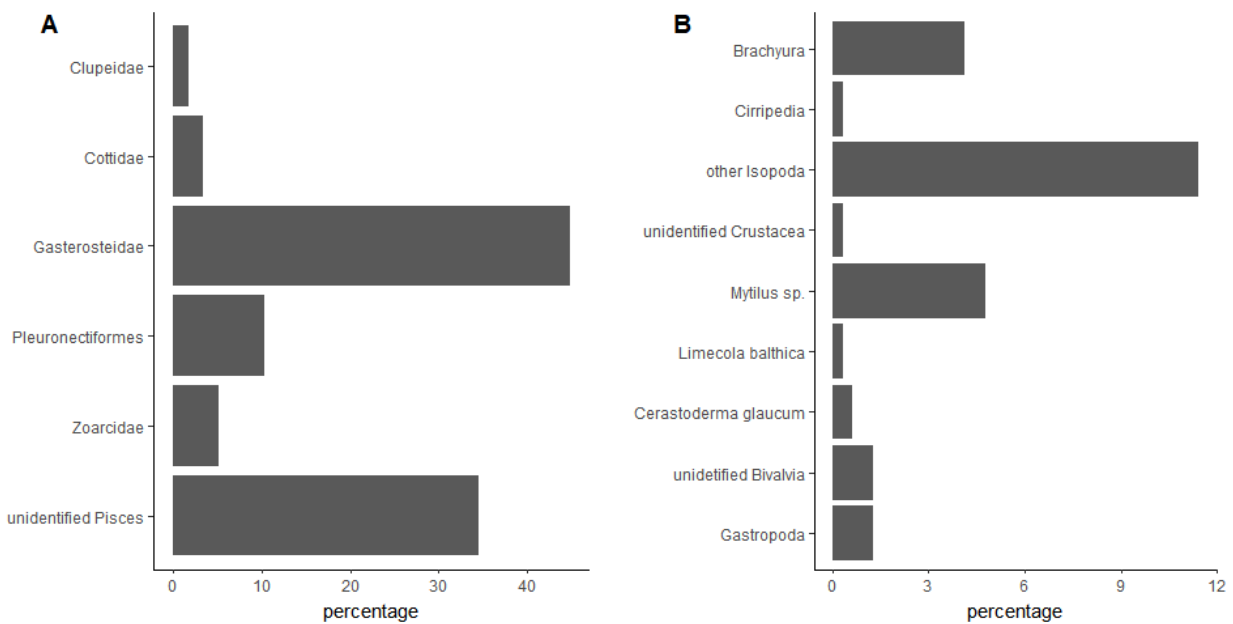 A
Clupeidae
Cottidae
Gasterosteidae
Pleuronectiformes
Zoarcidae
unidentified Pisces
0 10 20 30 40
percentage
B
Brachyura
Cirripedia
other Isopoda
unidentified Crustacea
Mytilus sp.
Limecola balthica
Cerastoderma glaucum
unidetified Bivalvia
Gastropoda
0 3 6 9 12
percentage